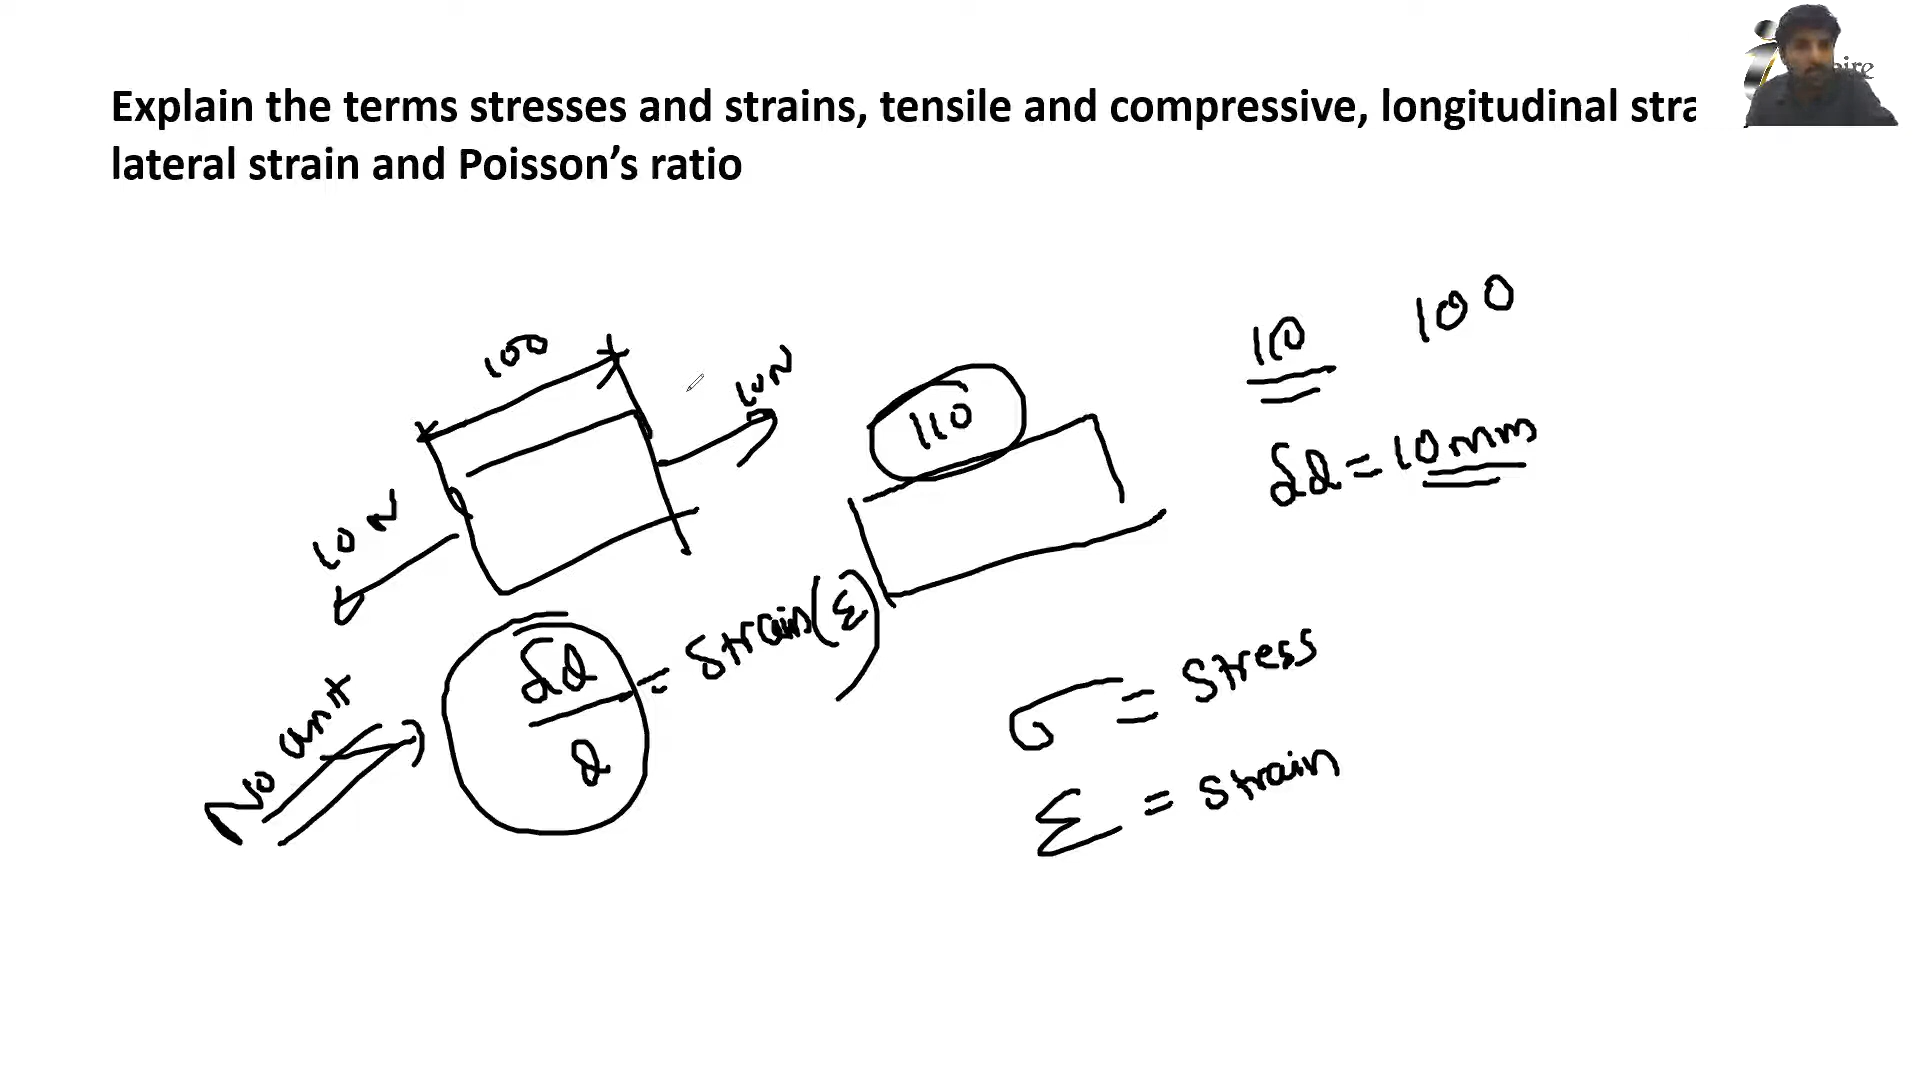 Explain the terms stresses and strains, tensile and compressive, longitudinal stra
lateral strain and Poisson’s ratio
100
10N
10N
110
110 100
δl = 10mm
δl/l = Strain (Σ)
No unit
σ = Stress
Σ = Strain